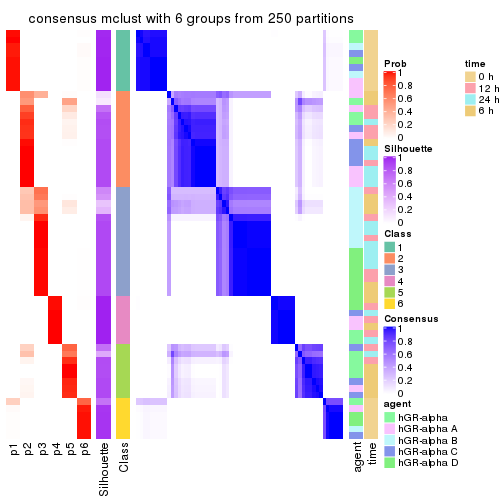 consensus mclust with 6 groups from 250 partitions
Prob
1
0.8
0.6
0.4
0.2
0
Silhouette
1
0.8
0.6
0.4
0.2
0
Class
1
2
3
4
5
6
Consensus
1
0.8
0.6
0.4
0.2
0
agent
hGR-alpha
hGR-alpha A
hGR-alpha B
hGR-alpha C
hGR-alpha D
time
0 h
12 h
24 h
6 h
p1
p2
p3
p4
p5
p6
Silhouette
Class
agent
time